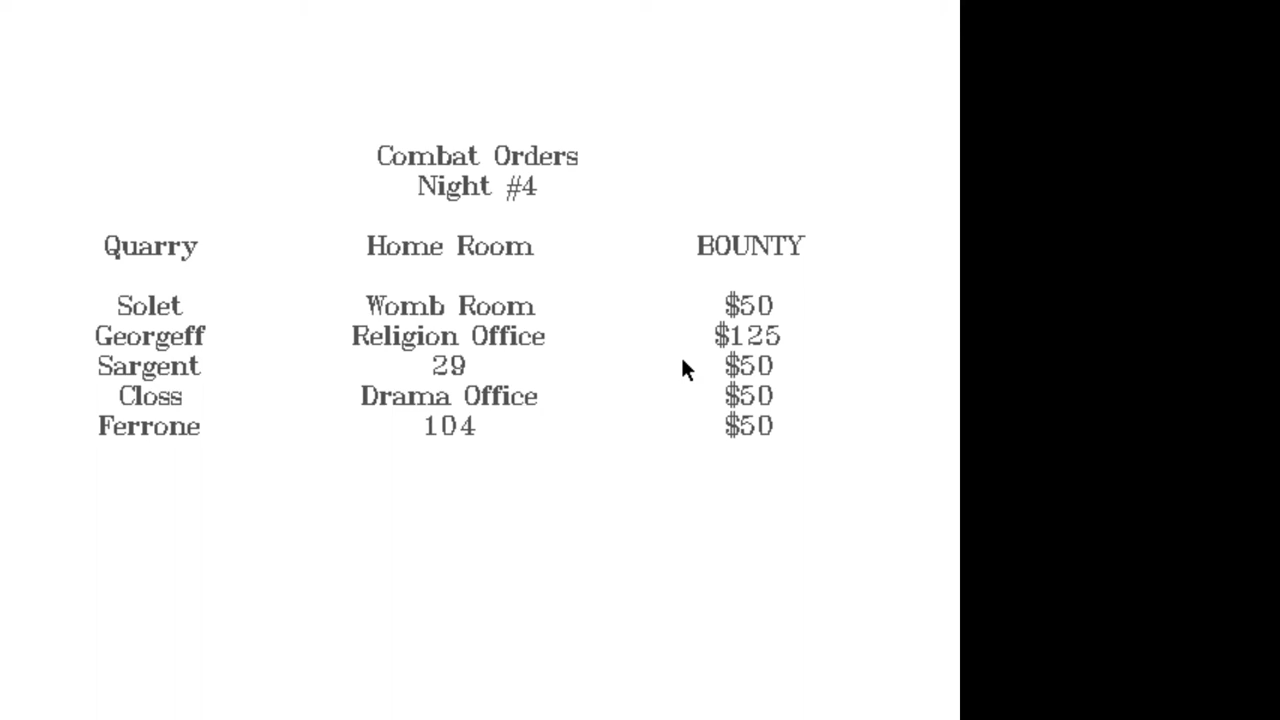 Combat Orders
Night #4
Quarry Home Room BOUNTY
Solet Womb Room $50
Georgeff Religion Office $125
Sargent 29 $50
Closs Drama Office $50
Ferrone 104 $50